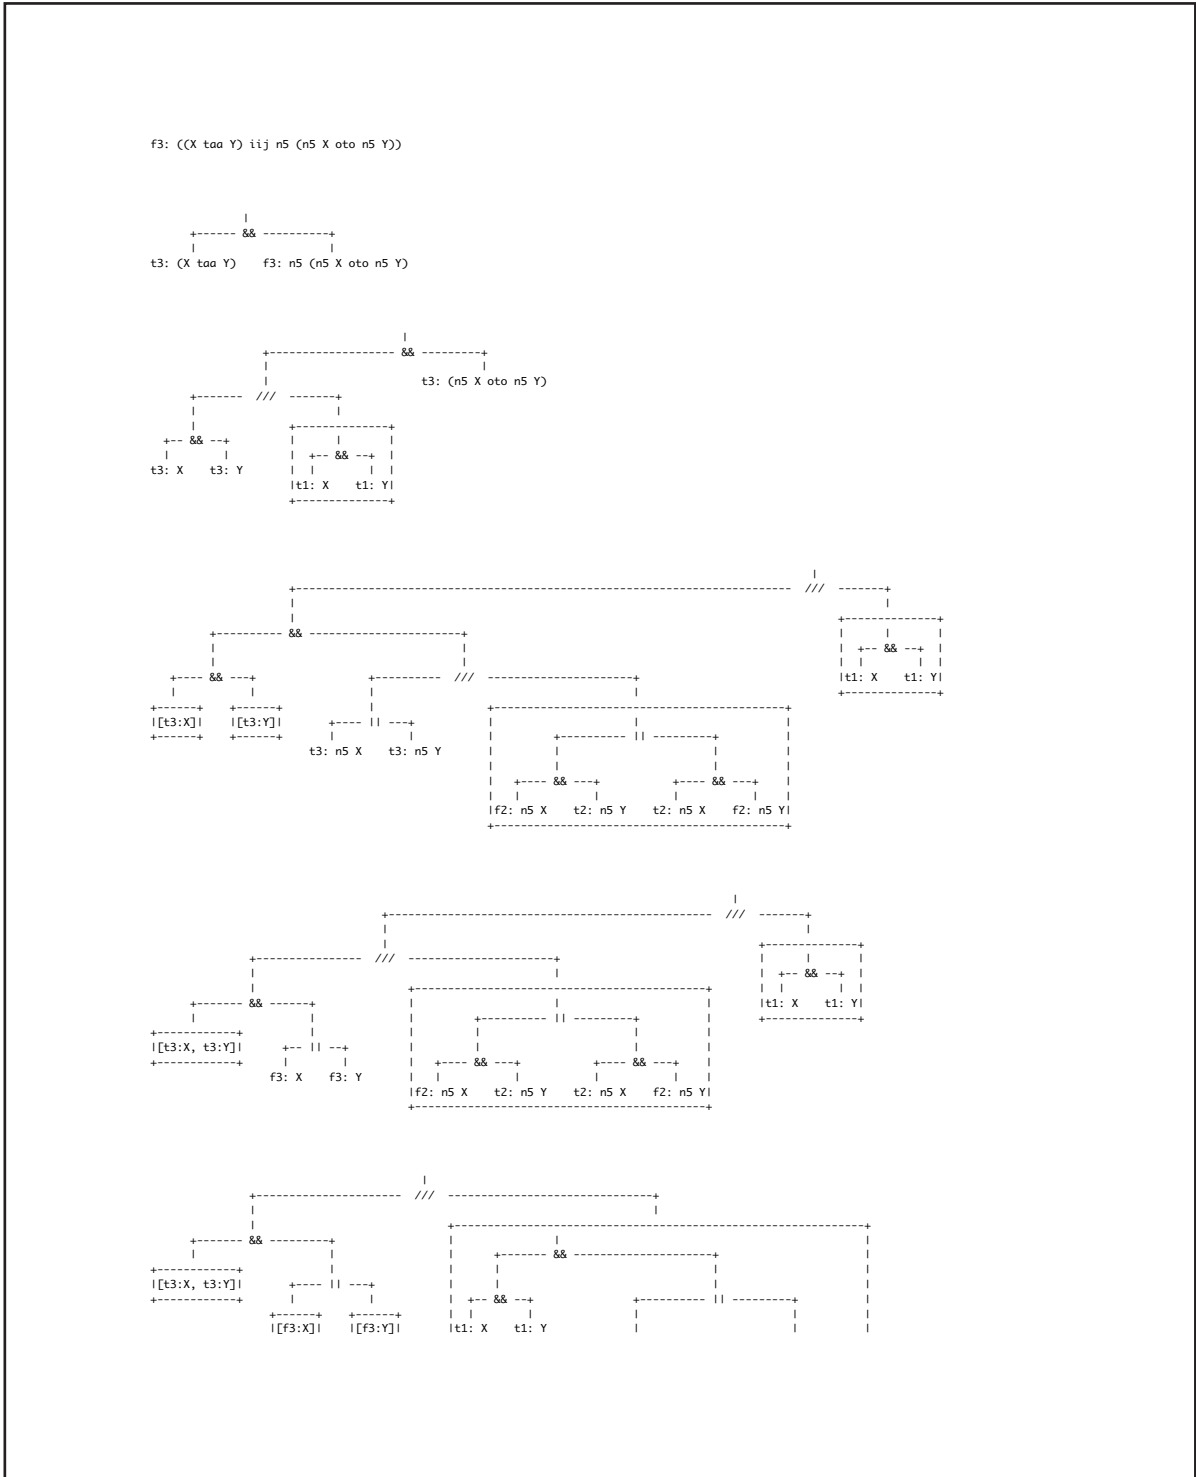 f3: ((X taa Y) iij n5 (n5 X oto n5 Y))
|
+------ && ----------+
| |
t3: (X taa Y) f3: n5 (n5 X oto n5 Y)
|
+------------------- && ---------+
| |
| t3: (n5 X oto n5 Y)
+------- /// -------+
| |
| +--------------+
+-- && --+ | | |
| | | +-- && --+ |
t3: X t3: Y | | | |
|t1: X t1: Y|
+--------------+
|
+--------------------------------------------------------------------------- /// -------+
| |
| +--------------+
+---------- && -----------------------+ | | |
| | | +-- && --+ |
| | | | | |
+---- && ---+ +---------- /// ----------------------+ |t1: X t1: Y|
| | | | +--------------+
+------+ +------+ | +--------------------------------------------+
|[t3:X]| |[t3:Y]| +---- || ---+ | | |
+------+ +------+ | | | +---------- || ---------+ |
t3: n5 X t3: n5 Y | | | |
| | | |
| +---- && ---+ +---- && ---+ |
| | | | | |
|f2: n5 X t2: n5 Y t2: n5 X f2: n5 Y|
+--------------------------------------------+
|
+------------------------------------------------- /// -------+
| |
| +--------------+
+---------------- /// ----------------------+ | | |
| | | +-- && --+ |
| +--------------------------------------------+ | | | |
+------- && ------+ | | | |t1: X t1: Y|
| | | +---------- || ---------+ | +--------------+
+------------+ | | | | |
|[t3:X, t3:Y]| +-- || --+ | | | |
+------------+ | | | +---- && ---+ +---- && ---+ |
f3: X f3: Y | | | | | |
|f2: n5 X t2: n5 Y t2: n5 X f2: n5 Y|
+--------------------------------------------+
|
+---------------------- /// -------------------------------+
| |
| +--------------------------------------------------------------+
+------- && ---------+ | | |
| | | +------- && ---------------------+ |
+------------+ | | | | |
|[t3:X, t3:Y]| +---- || ---+ | | | |
+------------+ | | | +-- && --+ +---------- || ---------+ |
+------+ +------+ | | | | | |
|[f3:X]| |[f3:Y]| |t1: X t1: Y | | |